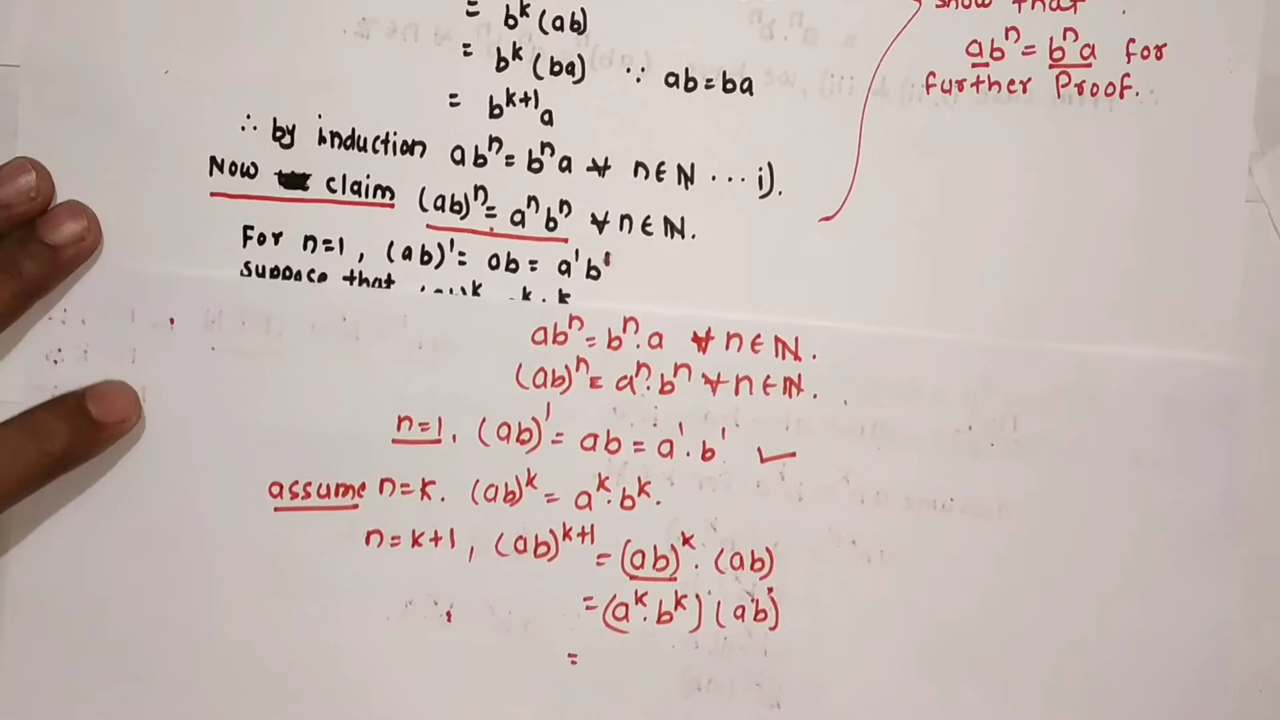 = b^k (ab)
= b^k (ba) ∵ ab = ba
= b^{k+1} a
∴ by induction ab^n = b^n a ∀ n∈N ... i).
Now claim (ab)^n = a^n b^n ∀ n∈N.
For n=1, (ab)^1 = ab = a^1 b^1
that
show that
ab^n = b^n a for
further Proof.
ab^n = b^n . a ∀ n∈N.
(ab)^n = a^n . b^n ∀ n∈N.
n=1, (ab)^1 = ab = a^1 . b^1 ✓
assume n=k. (ab)^k = a^k . b^k.
n=k+1, (ab)^{k+1} = (ab)^k . (ab)
= (a^k . b^k) (ab)
=